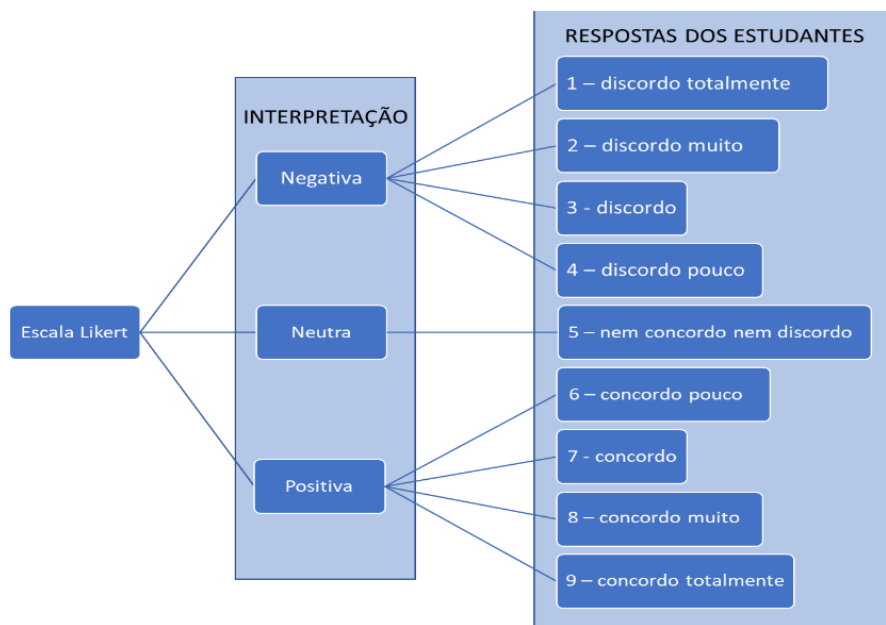 RESPOSTAS DOS ESTUDANTES
1 – discordo totalmente
INTERPRETAÇÃO
2 – discordo muito
Negativa
3 - discordo
4 – discordo pouco
Escala Likert
Neutra
5 – nem concordo nem discordo
6 – concordo pouco
7 - concordo
Positiva
8 – concordo muito
9 – concordo totalmente